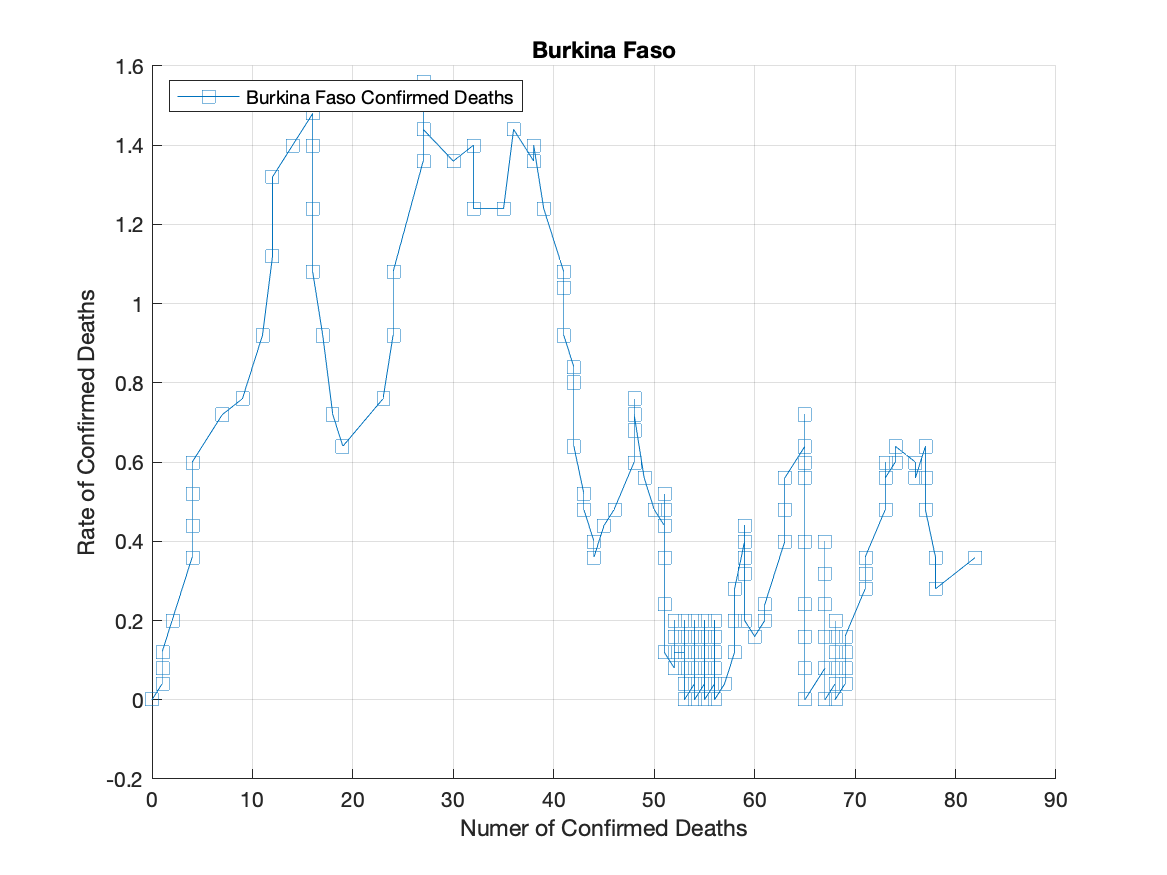 Burkina Faso
Burkina Faso Confirmed Deaths
1.6
1.4
1.2
1
0.8
0.6
0.4
0.2
0
-0.2
Rate of Confirmed Deaths
0 10 20 30 40 50 60 70 80 90
Numer of Confirmed Deaths